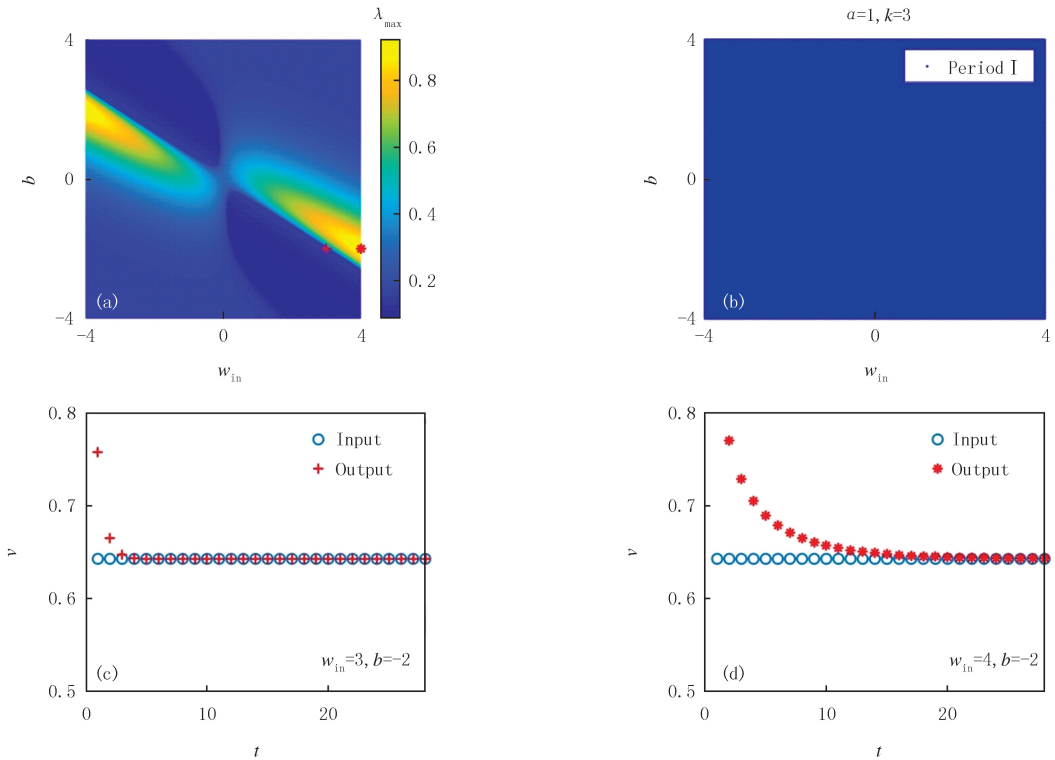 λmax
4
0
−4
b
−4
0
4
win
0.8
0.6
0.4
0.2
(a)
α=1, k=3
4
0
−4
b
−4
0
4
win
Period Ⅰ
(b)
0.8
0.7
0.6
0.5
v
Input
Output
win=3, b=−2
(c)
0
10
20
t
0.8
0.7
0.6
0.5
v
Input
Output
win=4, b=−2
(d)
0
10
20
t